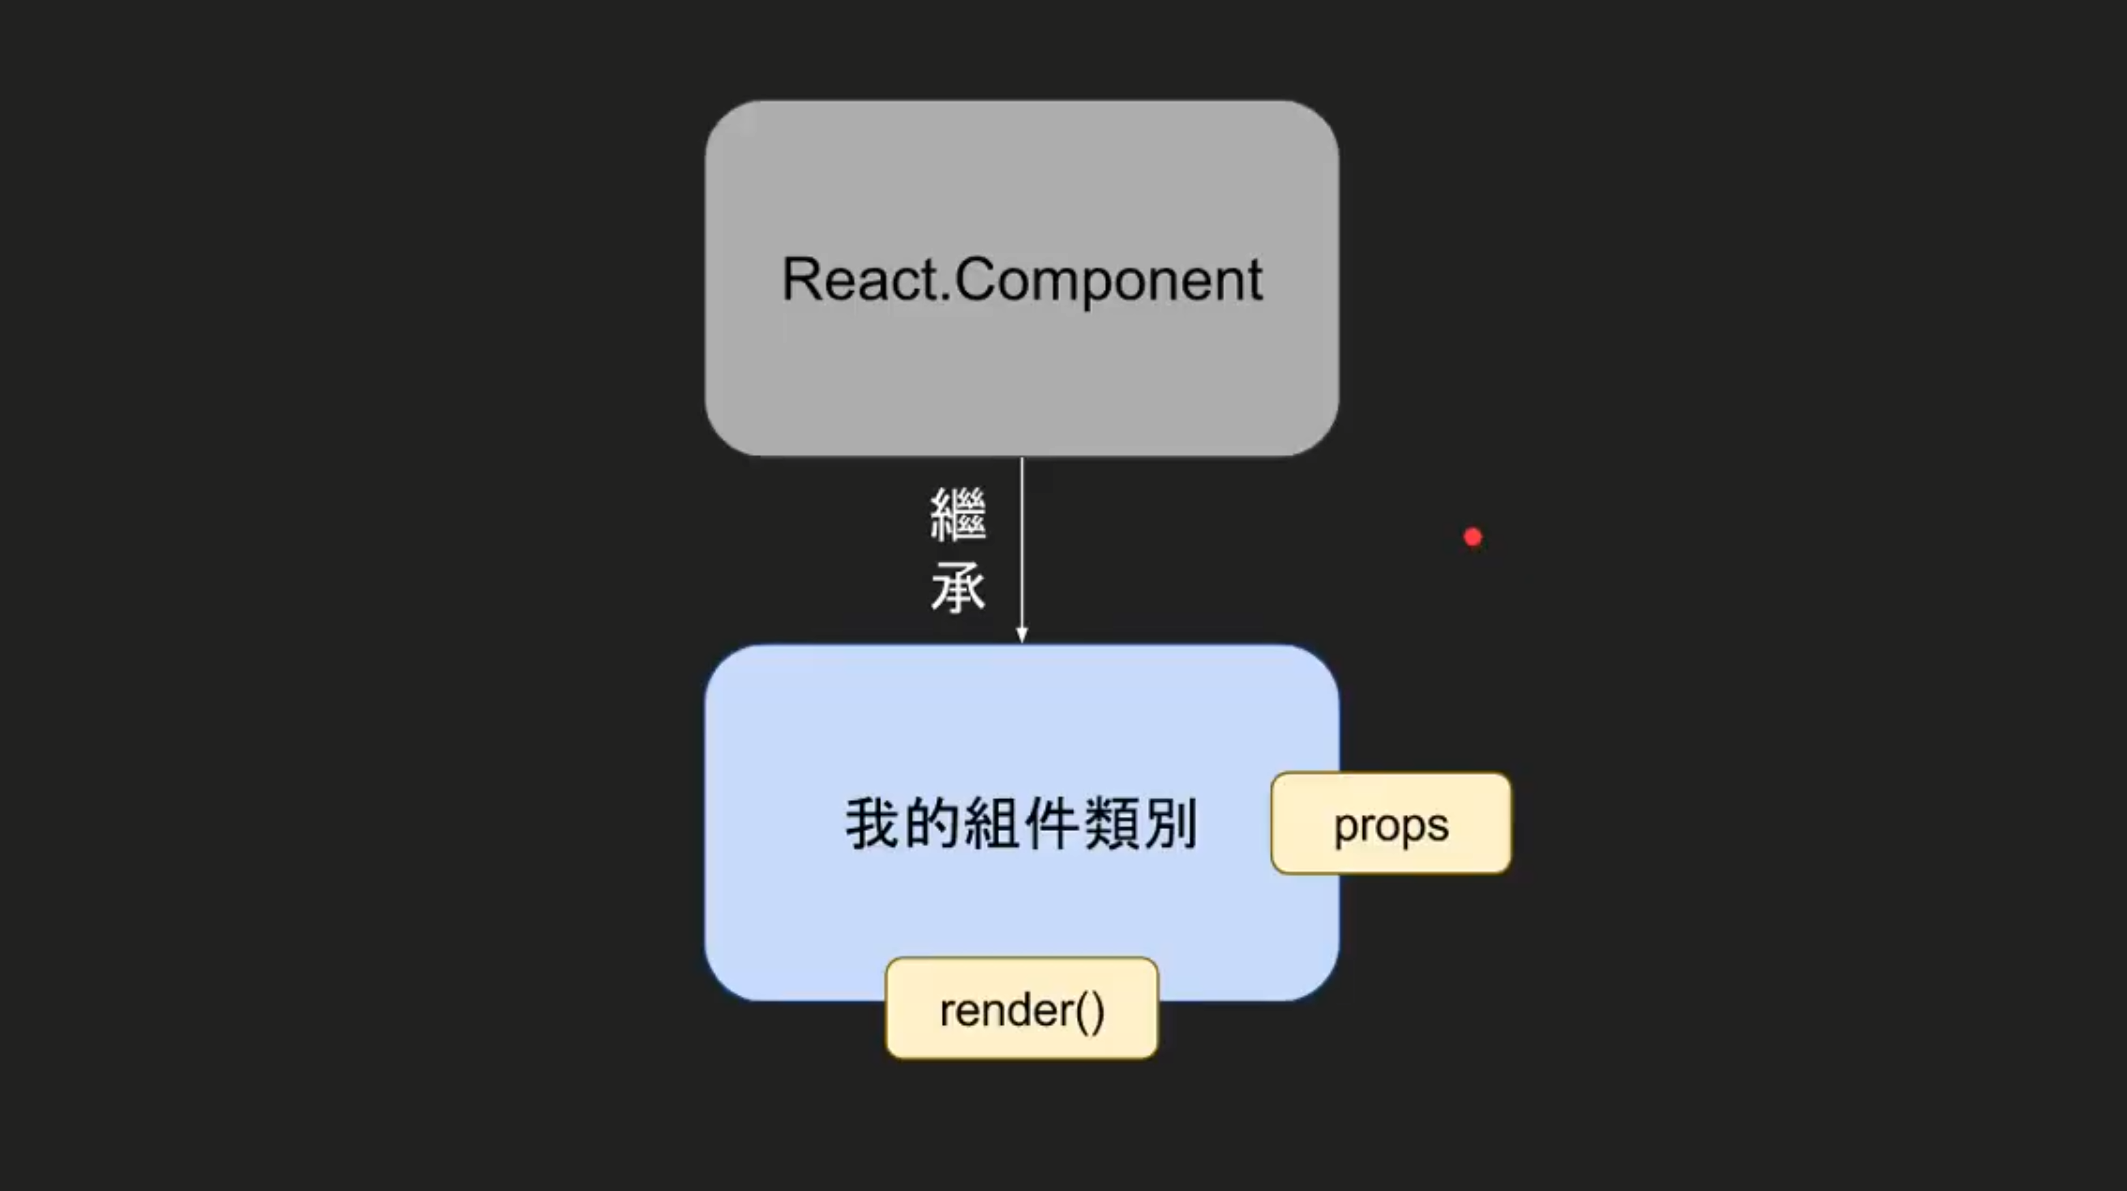 React.Component
繼
承
我的組件類別
props
render()